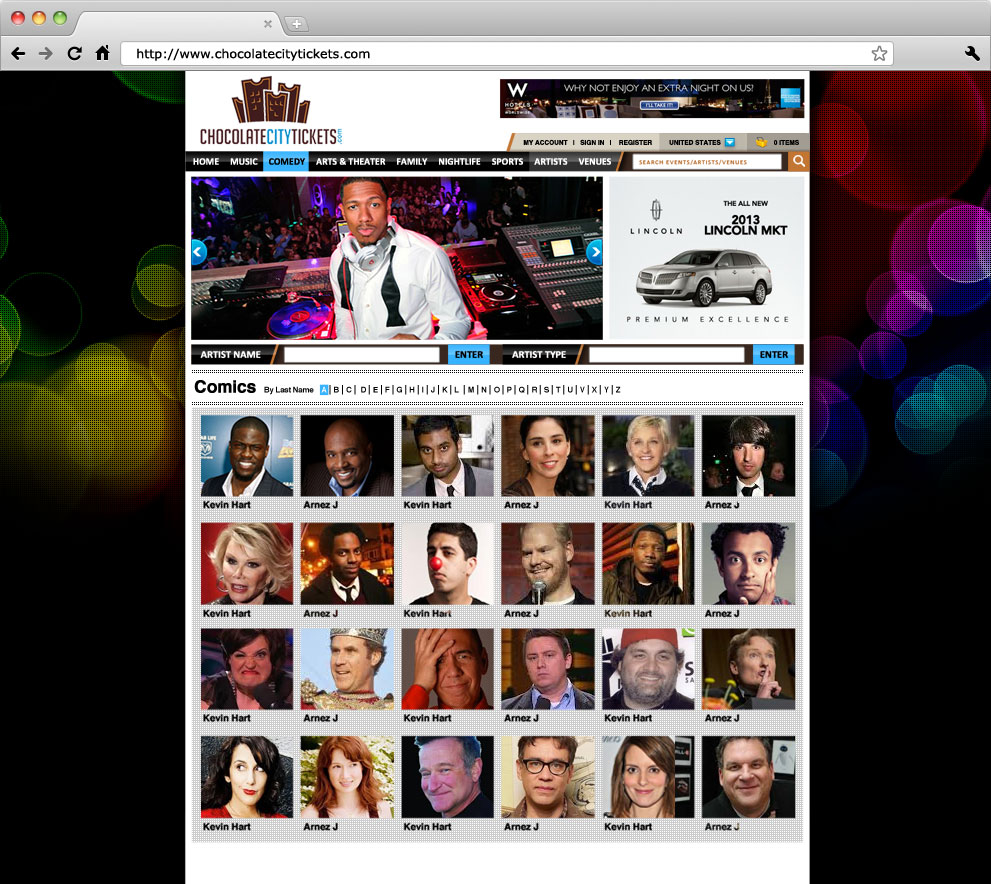 http://www.chocolatecitytickets.com
CHOCOLATECITYTICKETS.com
W
HOTELS
WORLDWIDE
WHY NOT ENJOY AN EXTRA NIGHT ON US!
I'LL TAKE IT!
MY ACCOUNT | SIGN IN | REGISTER UNITED STATES 0 ITEMS
HOME MUSIC COMEDY ARTS & THEATER FAMILY NIGHTLIFE SPORTS ARTISTS VENUES SEARCH EVENTS/ARTISTS/VENUES
LINCOLN
THE ALL NEW
2013
LINCOLN MKT
PREMIUM EXCELLENCE
ARTIST NAME ENTER ARTIST TYPE ENTER
Comics By Last Name A | B | C | D | E | F | G | H | I | J | K | L | M | N | O | P | Q | R | S | T | U | V | X | Y | Z
Kevin Hart Arnez J Kevin Hart Arnez J Kevin Hart Arnez J
Kevin Hart Arnez J Kevin Hart Arnez J Kevin Hart Arnez J
Kevin Hart Arnez J Kevin Hart Arnez J Kevin Hart Arnez J
Kevin Hart Arnez J Kevin Hart Arnez J Kevin Hart Arnez J